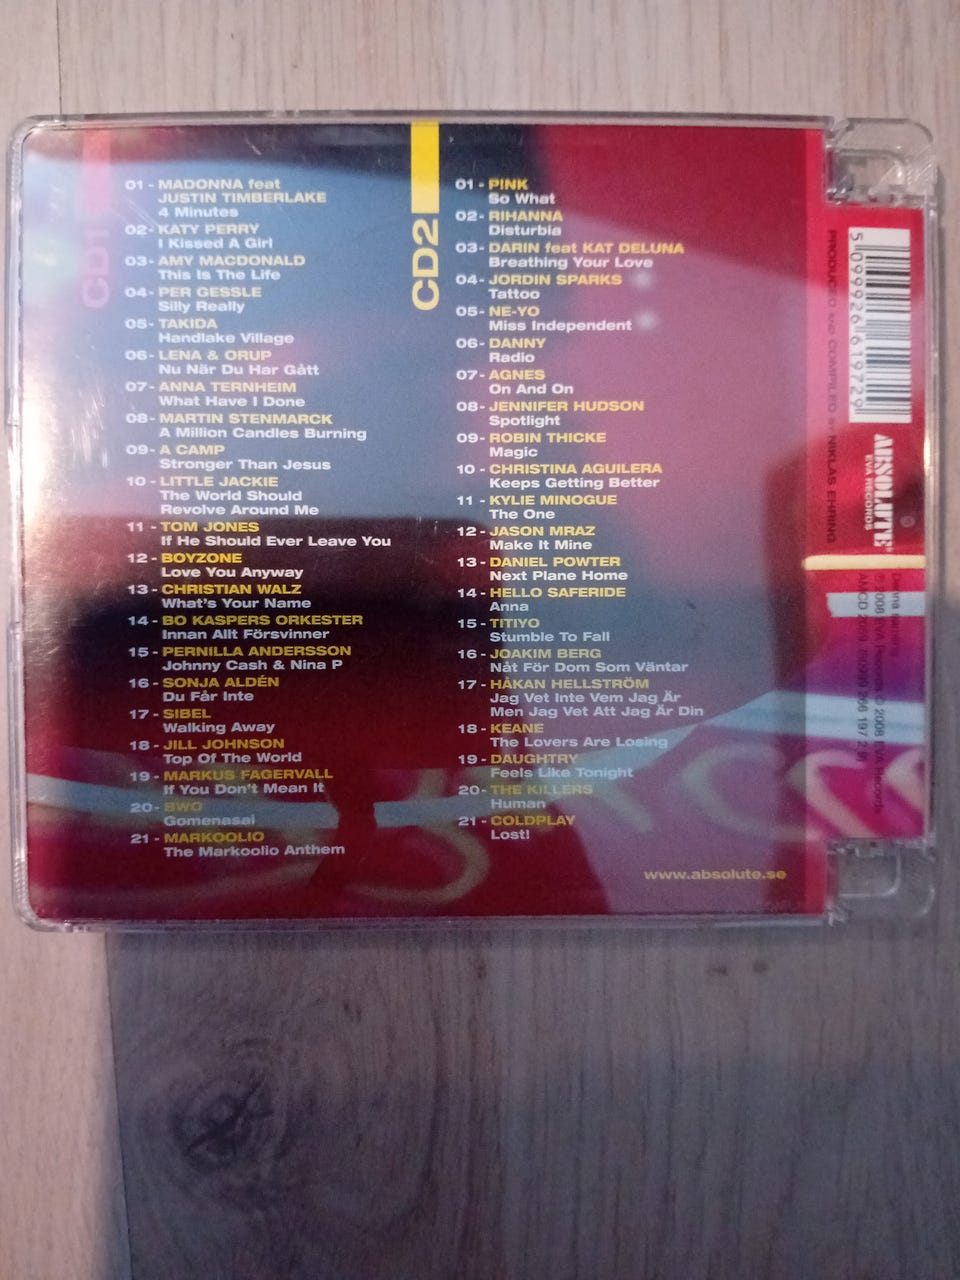 CD1
01 - MADONNA feat
JUSTIN TIMBERLAKE
4 Minutes
02 - KATY PERRY
I Kissed A Girl
03 - AMY MACDONALD
This Is The Life
04 - PER GESSLE
Silly Really
05 - TAKIDA
Handlake Village
06 - LENA & ORUP
Nu När Du Har Gått
07 - ANNA TERNHEIM
What Have I Done
08 - MARTIN STENMARCK
A Million Candles Burning
09 - A CAMP
Stronger Than Jesus
10 - LITTLE JACKIE
The World Should
Revolve Around Me
11 - TOM JONES
If He Should Ever Leave You
12 - BOYZONE
Love You Anyway
13 - CHRISTIAN WALZ
What's Your Name
14 - BO KASPERS ORKESTER
Innan Allt Försvinner
15 - PERNILLA ANDERSSON
Johnny Cash & Nina P
16 - SONJA ALDÉN
Du Får Inte
17 - SIBEL
Walking Away
18 - JILL JOHNSON
Top Of The World
19 - MARKUS FAGERVALL
If You Don't Mean It
20 - BWO
Gomenasai
21 - MARKOOLIO
The Markoolio Anthem
CD2
01 - P!NK
So What
02 - RIHANNA
Disturbia
03 - DARIN feat KAT DELUNA
Breathing Your Love
04 - JORDIN SPARKS
Tattoo
05 - NE-YO
Miss Independent
06 - DANNY
Radio
07 - AGNES
On And On
08 - JENNIFER HUDSON
Spotlight
09 - ROBIN THICKE
Magic
10 - CHRISTINA AGUILERA
Keeps Getting Better
11 - KYLIE MINOGUE
The One
12 - JASON MRAZ
Make It Mine
13 - DANIEL POWTER
Next Plane Home
14 - HELLO SAFERIDE
Anna
15 - TITIYO
Stumble To Fall
16 - JOAKIM BERG
Nåt För Dom Som Väntar
17 - HÅKAN HELLSTRÖM
Jag Vet Inte Vem Jag Är
Men Jag Vet Att Jag Är Din
18 - KEANE
The Lovers Are Losing
19 - DAUGHTRY
Feels Like Tonight
20 - THE KILLERS
Human
21 - COLDPLAY
Lost!
www.absolute.se
PRODUCED AND COMPILED BY NIKLAS EHRING
5 099926 619729
ABSOLUTE
EVA RECORDS
Denna samling
℗ 2008 EVA Records © 2008 EVA Records